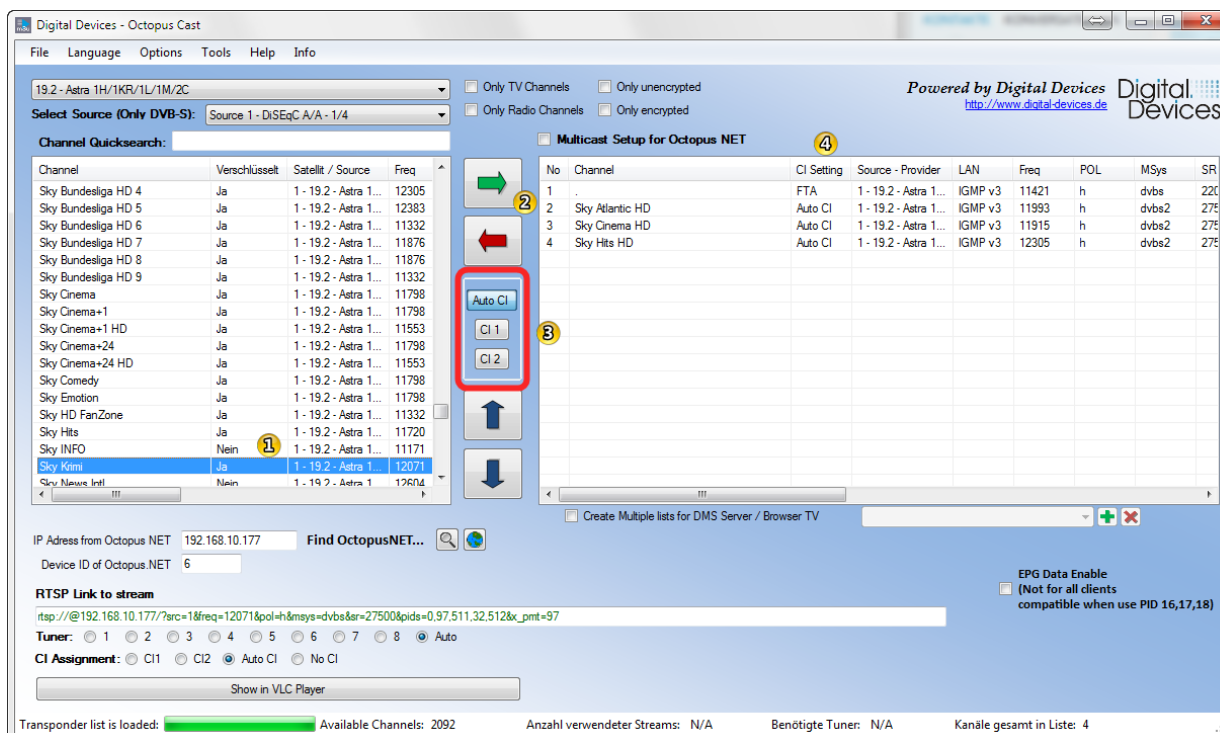 Digital Devices - Octopus Cast
File Language Options Tools Help Info
19.2 - Astra 1H/1KR/1L/1M/2C
Only TV Channels Only unencrypted
Powered by Digital Devices
http://www.digital-devices.de
Digital.
Devices
Select Source (Only DVB-S): Source 1 - DiSEqC A/A - 1/4
Only Radio Channels Only encrypted
Channel Quicksearch:
Multicast Setup for Octopus NET
4
Channel Verschlüsselt Satellit / Source Freq
Sky Bundesliga HD 4 Ja 1 - 19.2 - Astra 1... 12305
Sky Bundesliga HD 5 Ja 1 - 19.2 - Astra 1... 12383
Sky Bundesliga HD 6 Ja 1 - 19.2 - Astra 1... 11332
Sky Bundesliga HD 7 Ja 1 - 19.2 - Astra 1... 11876
Sky Bundesliga HD 8 Ja 1 - 19.2 - Astra 1... 11876
Sky Bundesliga HD 9 Ja 1 - 19.2 - Astra 1... 11332
Sky Cinema Ja 1 - 19.2 - Astra 1... 11798
Sky Cinema+1 Ja 1 - 19.2 - Astra 1... 11798
Sky Cinema+1 HD Ja 1 - 19.2 - Astra 1... 11553
Sky Cinema+24 Ja 1 - 19.2 - Astra 1... 11798
Sky Cinema+24 HD Ja 1 - 19.2 - Astra 1... 11553
Sky Comedy Ja 1 - 19.2 - Astra 1... 11798
Sky Emotion Ja 1 - 19.2 - Astra 1... 11798
Sky HD FanZone Ja 1 - 19.2 - Astra 1... 11332
Sky Hits Ja 1 - 19.2 - Astra 1... 11720
Sky INFO Nein 1 1 - 19.2 - Astra 1... 11171
Sky Krimi Ja 1 - 19.2 - Astra 1... 12071
Sky News Intl Nein 1 - 19.2 - Astra 1 12604
2
Auto CI
CI 1
CI 2
3
No Channel CI Setting Source - Provider LAN Freq POL MSys SR
1 . FTA 1 - 19.2 - Astra 1... IGMP v3 11421 h dvbs 220
2 Sky Atlantic HD Auto CI 1 - 19.2 - Astra 1... IGMP v3 11993 h dvbs2 275
3 Sky Cinema HD Auto CI 1 - 19.2 - Astra 1... IGMP v3 11915 h dvbs2 275
4 Sky Hits HD Auto CI 1 - 19.2 - Astra 1... IGMP v3 12305 h dvbs2 275
Create Multiple lists for DMS Server / Browser TV
IP Adress from Octopus NET 192.168.10.177 Find OctopusNET...
Device ID of Octopus.NET 6
EPG Data Enable
(Not for all clients
compatible when use PID 16,17,18)
RTSP Link to stream
rtsp://@192.168.10.177/?src=1&freq=12071&pol=h&msys=dvbs&sr=27500&pids=0,97,511,32,512&x_pmt=97
Tuner: 1 2 3 4 5 6 7 8 Auto
CI Assignment: CI1 CI2 Auto CI No CI
Show in VLC Player
Transponder list is loaded: Available Channels: 2092 Anzahl verwendeter Streams: N/A Benötigte Tuner: N/A Kanäle gesamt in Liste: 4